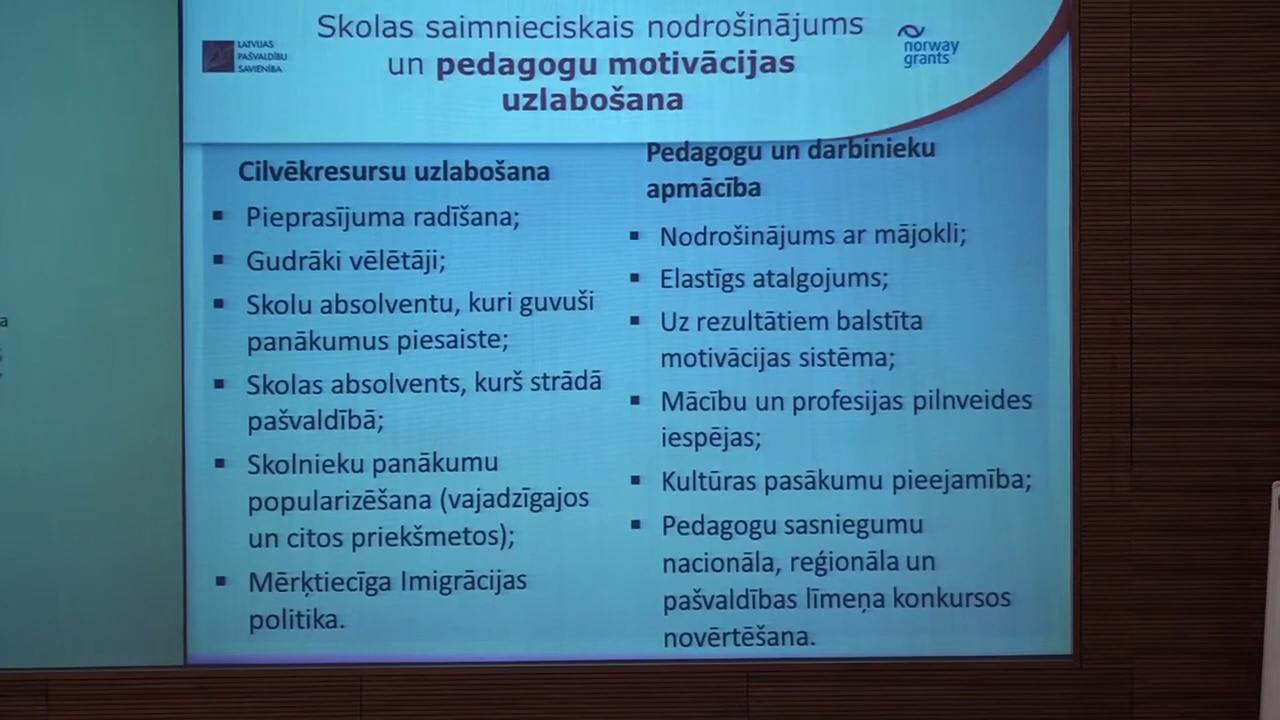 Skolas saimnieciskais nodrošinājums
un pedagogu motivācijas
uzlabošana
LATVIJAS
PAŠVALDĪBU
SAVIENĪBA
norway
grants
Cilvēkresursu uzlabošana
Pieprasījuma radīšana;
Gudrāki vēlētāji;
Skolu absolventu, kuri guvuši
panākumus piesaiste;
Skolas absolvents, kurš strādā
pašvaldībā;
Skolnieku panākumu
popularizēšana (vajadzīgajos
un citos priekšmetos);
Mērķtiecīga Imigrācijas
politika.
Pedagogu un darbinieku
apmācība
Nodrošinājums ar mājokli;
Elastīgs atalgojums;
Uz rezultātiem balstīta
motivācijas sistēma;
Mācību un profesijas pilnveides
iespējas;
Kultūras pasākumu pieejamība;
Pedagogu sasniegumu
nacionāla, reģionāla un
pašvaldības līmeņa konkursos
novērtēšana.